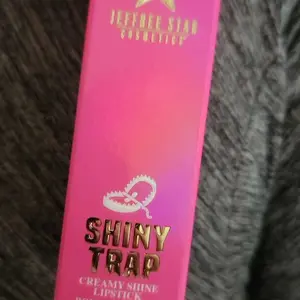 JEFFREE STAR
COSMETICS
SHINY
TRAP
CREAMY SHINE
LIPSTICK